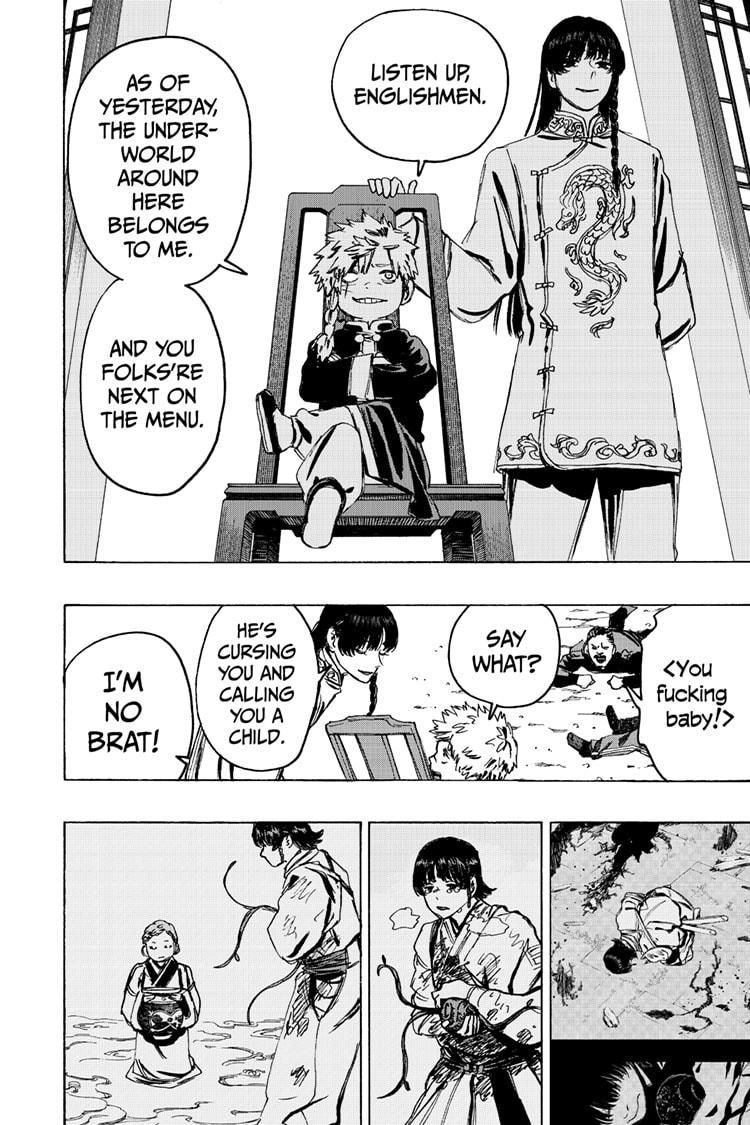 LISTEN UP,
ENGLISHMEN.
AS OF
YESTERDAY,
THE UNDER-
WORLD
AROUND
HERE
BELONGS
TO ME.
AND YOU
FOLKS'RE
NEXT ON
THE MENU.
<You
fucking
baby!>
SAY
WHAT?
HE'S
CURSING
YOU AND
CALLING
YOU A
CHILD.
I'M
NO
BRAT!